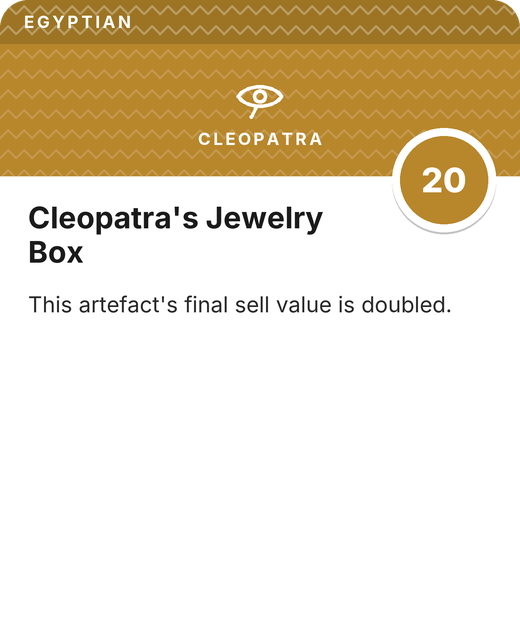 EGYPTIAN
CLEOPATRA
20
Cleopatra's Jewelry
Box
This artefact's final sell value is doubled.